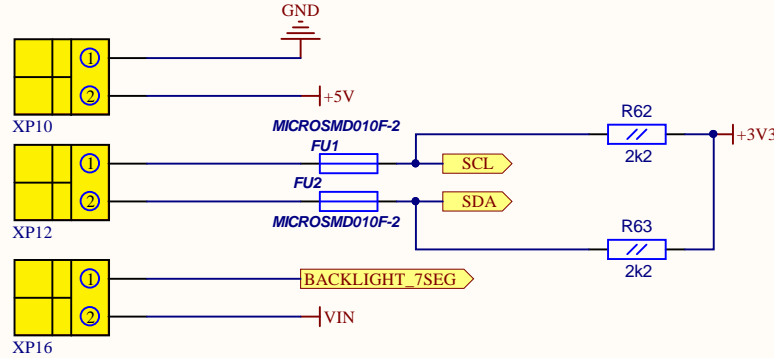 GND
1
2
+5V
XP10
MICROSMD010F-2
FU1
1
SCL
FU2
2
SDA
MICROSMD010F-2
XP12
R62
2k2
+3V3
R63
2k2
1
BACKLIGHT_7SEG
2
VIN
XP16